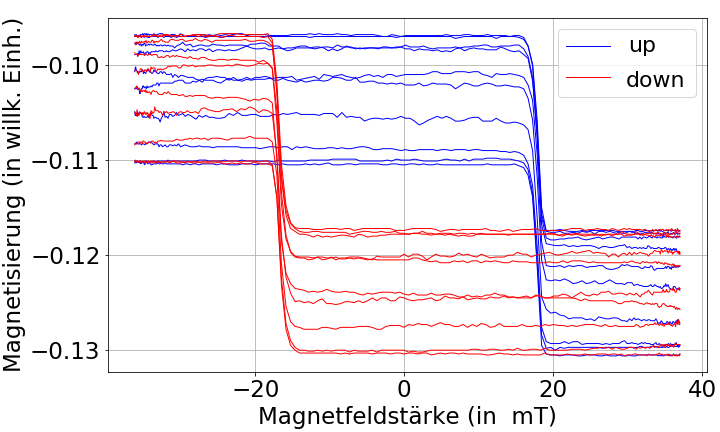 up
down
−0.10
−0.11
−0.12
−0.13
Magnetisierung (in willk. Einh.)
−20
0
20
40
Magnetfeldstärke (in  mT)